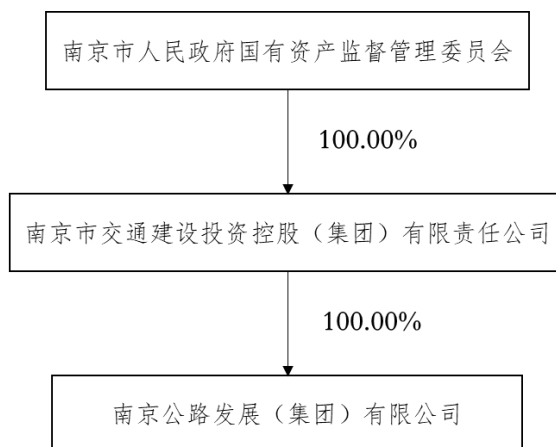 南京市人民政府国有资产监督管理委员会
100.00%
南京市交通建设投资控股（集团）有限责任公司
100.00%
南京公路发展（集团）有限公司